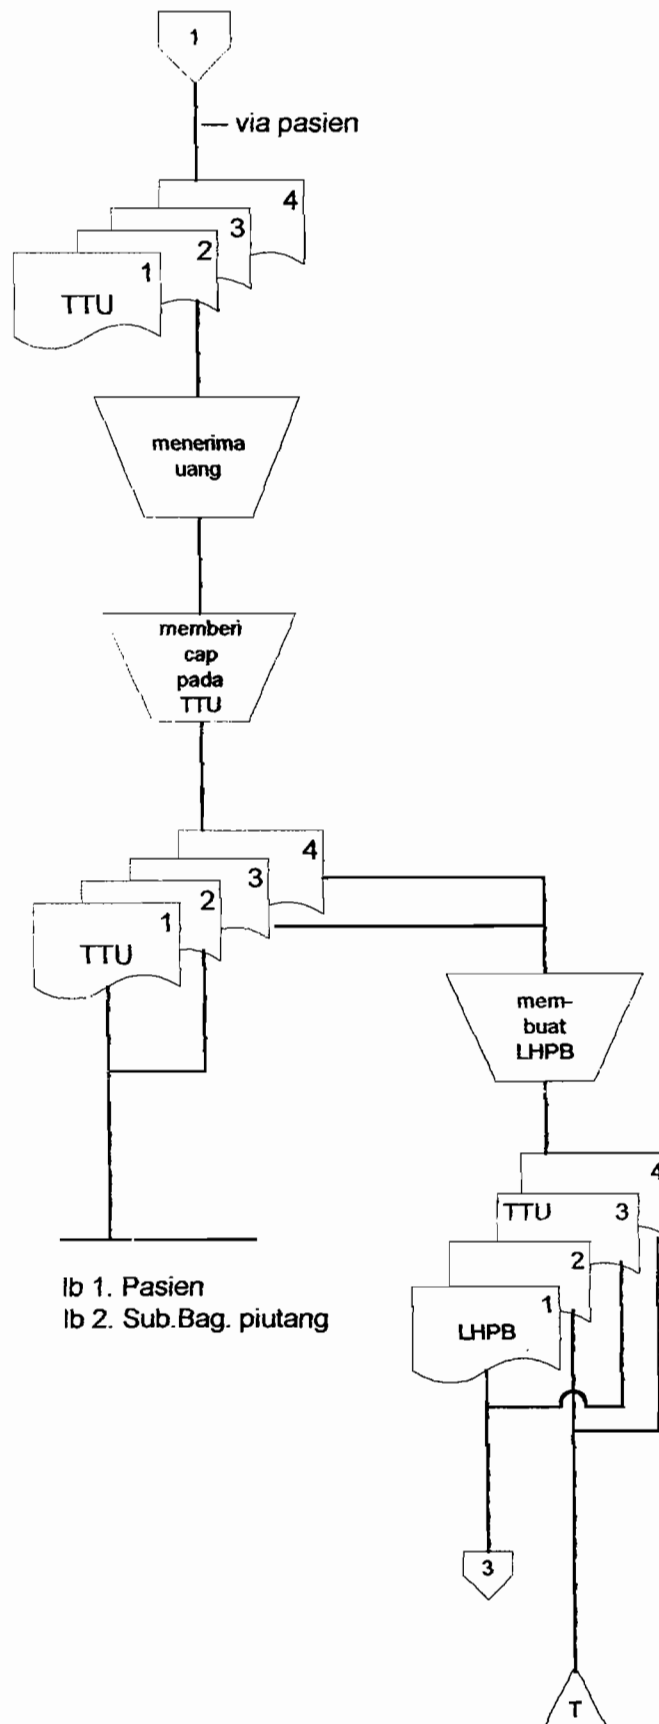 1
via pasien
4
3
2
1
TTU
menerima
uang
memberi
cap
pada
TTU
4
3
2
1
TTU
mem-
buat
LHPB
4
TTU 3
2
1
LHPB
lb 1. Pasien
lb 2. Sub.Bag. piutang
3
T